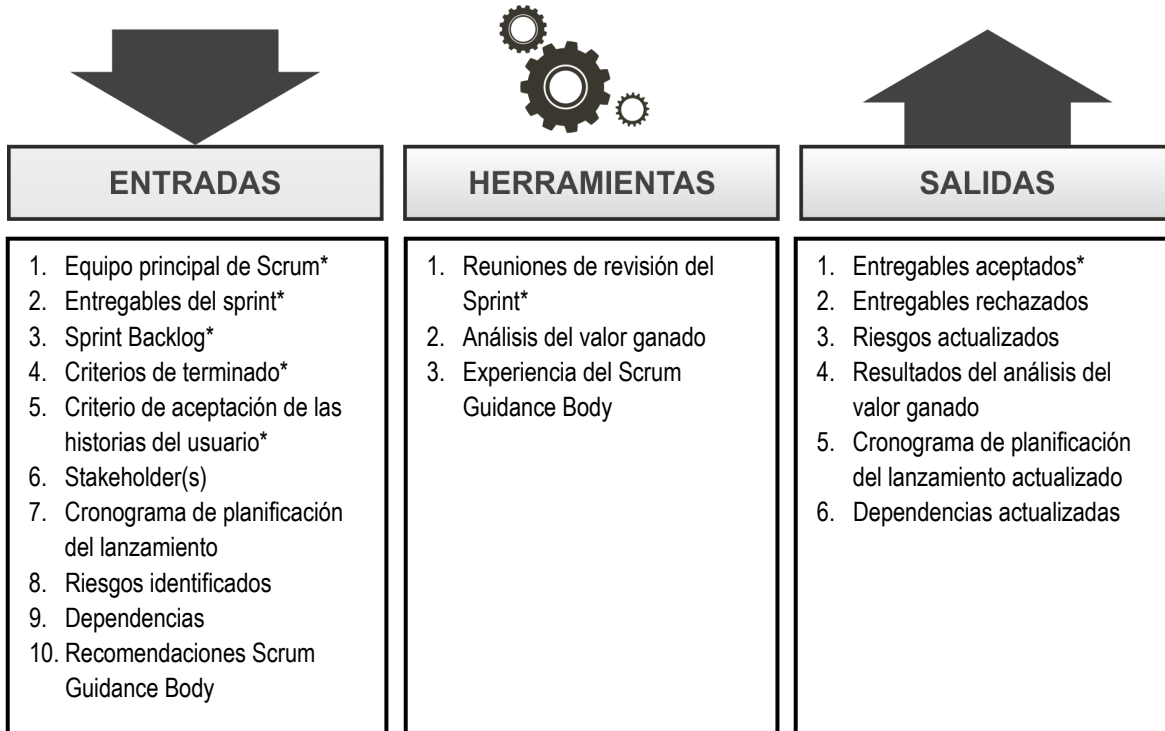 ENTRADAS
1. Equipo principal de Scrum*
2. Entregables del sprint*
3. Sprint Backlog*
4. Criterios de terminado*
5. Criterio de aceptación de las
historias del usuario*
6. Stakeholder(s)
7. Cronograma de planificación
del lanzamiento
8. Riesgos identificados
9. Dependencias
10. Recomendaciones Scrum
Guidance Body
HERRAMIENTAS
1. Reuniones de revisión del
Sprint*
2. Análisis del valor ganado
3. Experiencia del Scrum
Guidance Body
SALIDAS
1. Entregables aceptados*
2. Entregables rechazados
3. Riesgos actualizados
4. Resultados del análisis del
valor ganado
5. Cronograma de planificación
del lanzamiento actualizado
6. Dependencias actualizadas